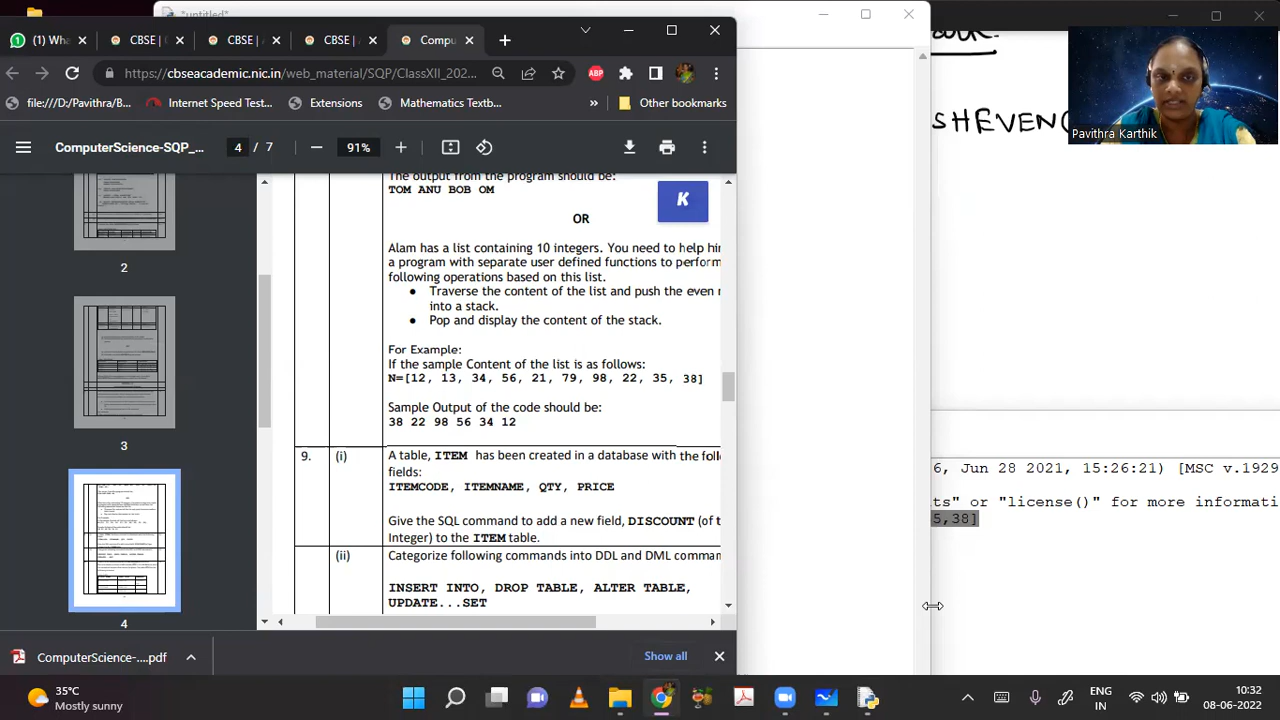 *untitled*
Wha
CBSE I
CBSE I
CBSE I
Compu
https://cbseacademic.nic.in/web_material/SQP/ClassXII_202...
ABP
/////D/Pavithra/B...
Internet Speed Test...
Extensions
Mathematics Textb...
»
Other bookmarks
ComputerScience-SQP_...
4 / 7
91%
The output from the program should be:
TOM ANU BOB OM
K
OR
Alam has a list containing 10 integers. You need to help hi
a program with separate user defined functions to perform
following operations based on this list.
● Traverse the content of the list and push the even
into a stack.
● Pop and display the content of the stack.
For Example:
If the sample Content of the list is as follows:
N=[12, 13, 34, 56, 21, 79, 98, 22, 35, 38]
Sample Output of the code should be:
38 22 98 56 34 12
9. (i) A table, ITEM has been created in a database with the foll
fields:
ITEMCODE, ITEMNAME, QTY, PRICE
Give the SQL command to add a new field, DISCOUNT (of t
Integer) to the ITEM table.
(ii) Categorize following commands into DDL and DML comman
INSERT INTO, DROP TABLE, ALTER TABLE,
UPDATE...SET
2
3
4
SHEVEN(
Pavithra Karthik
6, Jun 28 2021, 15:26:21) [MSC v.1929
ts" or "license()" for more informati
5,38]
ComputerScience-....pdf
Show all
35°C
Mostly sunny
ENG
IN
10:32
08-06-2022